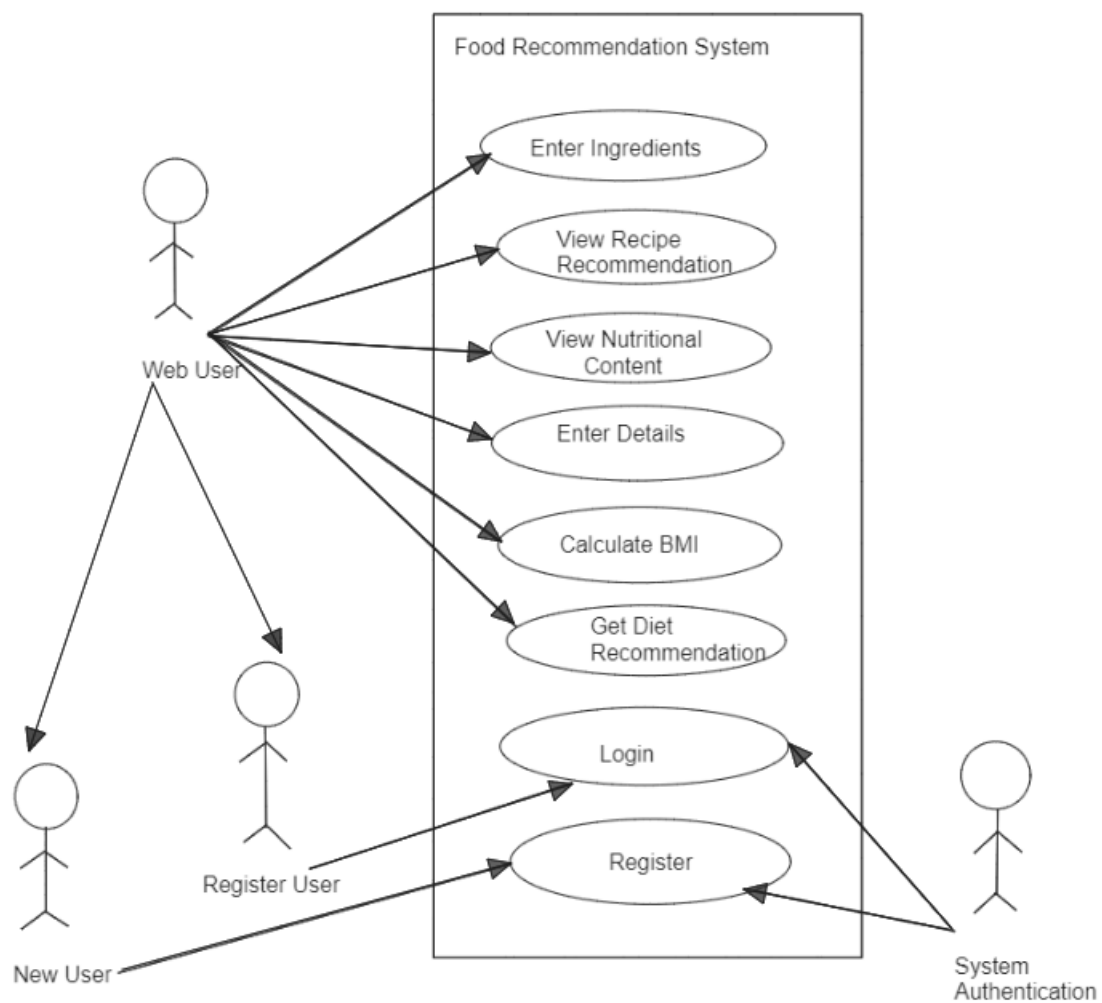 Food Recommendation System
Enter Ingredients
View Recipe
Recommendation
View Nutritional
Content
Web User
Enter Details
Calculate BMI
Get Diet
Recommendation
Login
Register
Register User
New User
System
Authentication